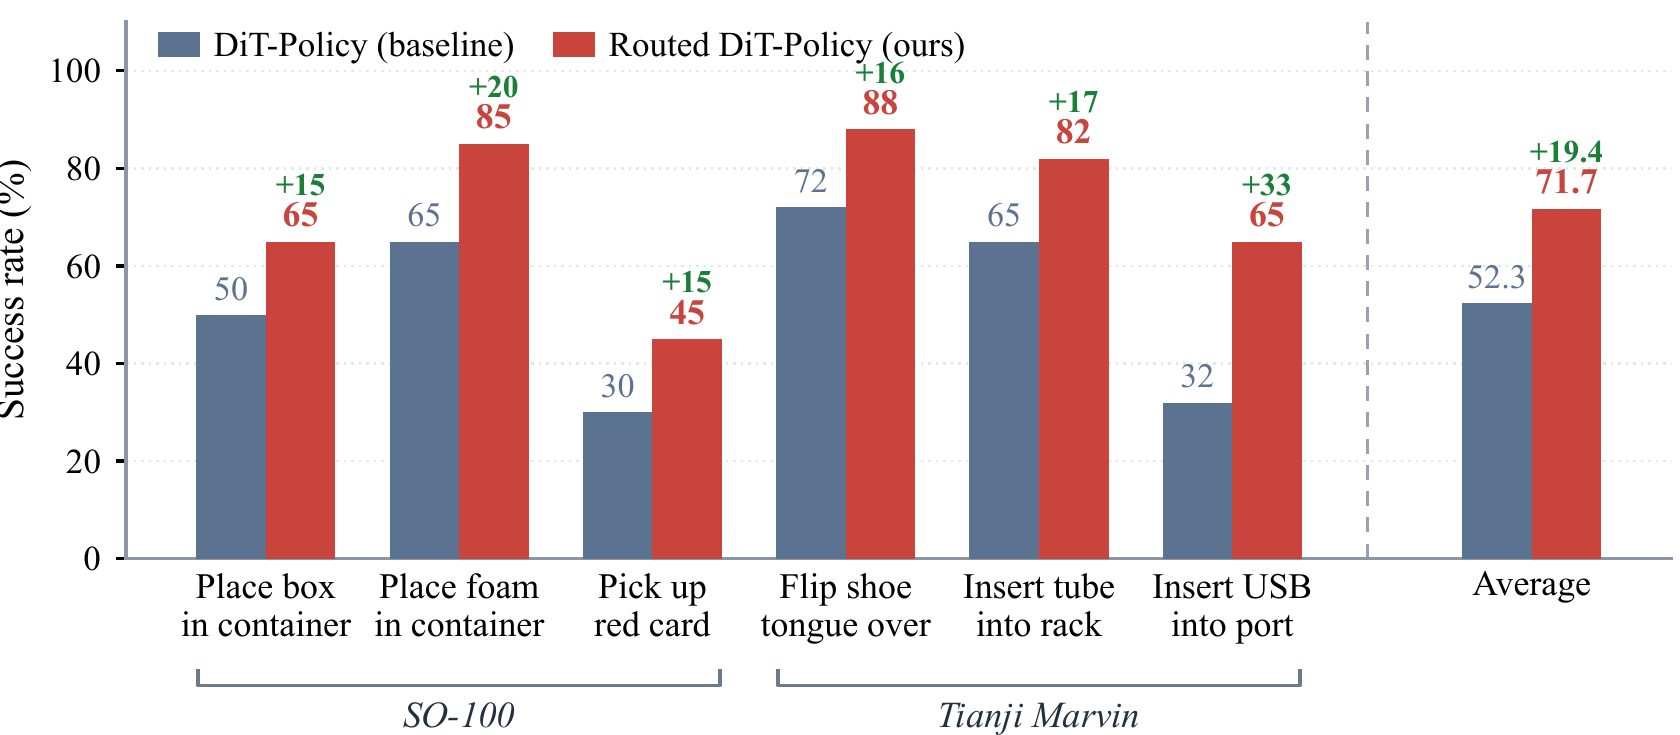 DiT-Policy (baseline)
Routed DiT-Policy (ours)
Success rate (%)
100
80
60
40
20
0
50
+15
65
65
+20
85
30
+15
45
72
+16
88
65
+17
82
32
+33
65
52.3
+19.4
71.7
Place box
in container
Place foam
in container
Pick up
red card
Flip shoe
tongue over
Insert tube
into rack
Insert USB
into port
Average
SO-100
Tianji Marvin